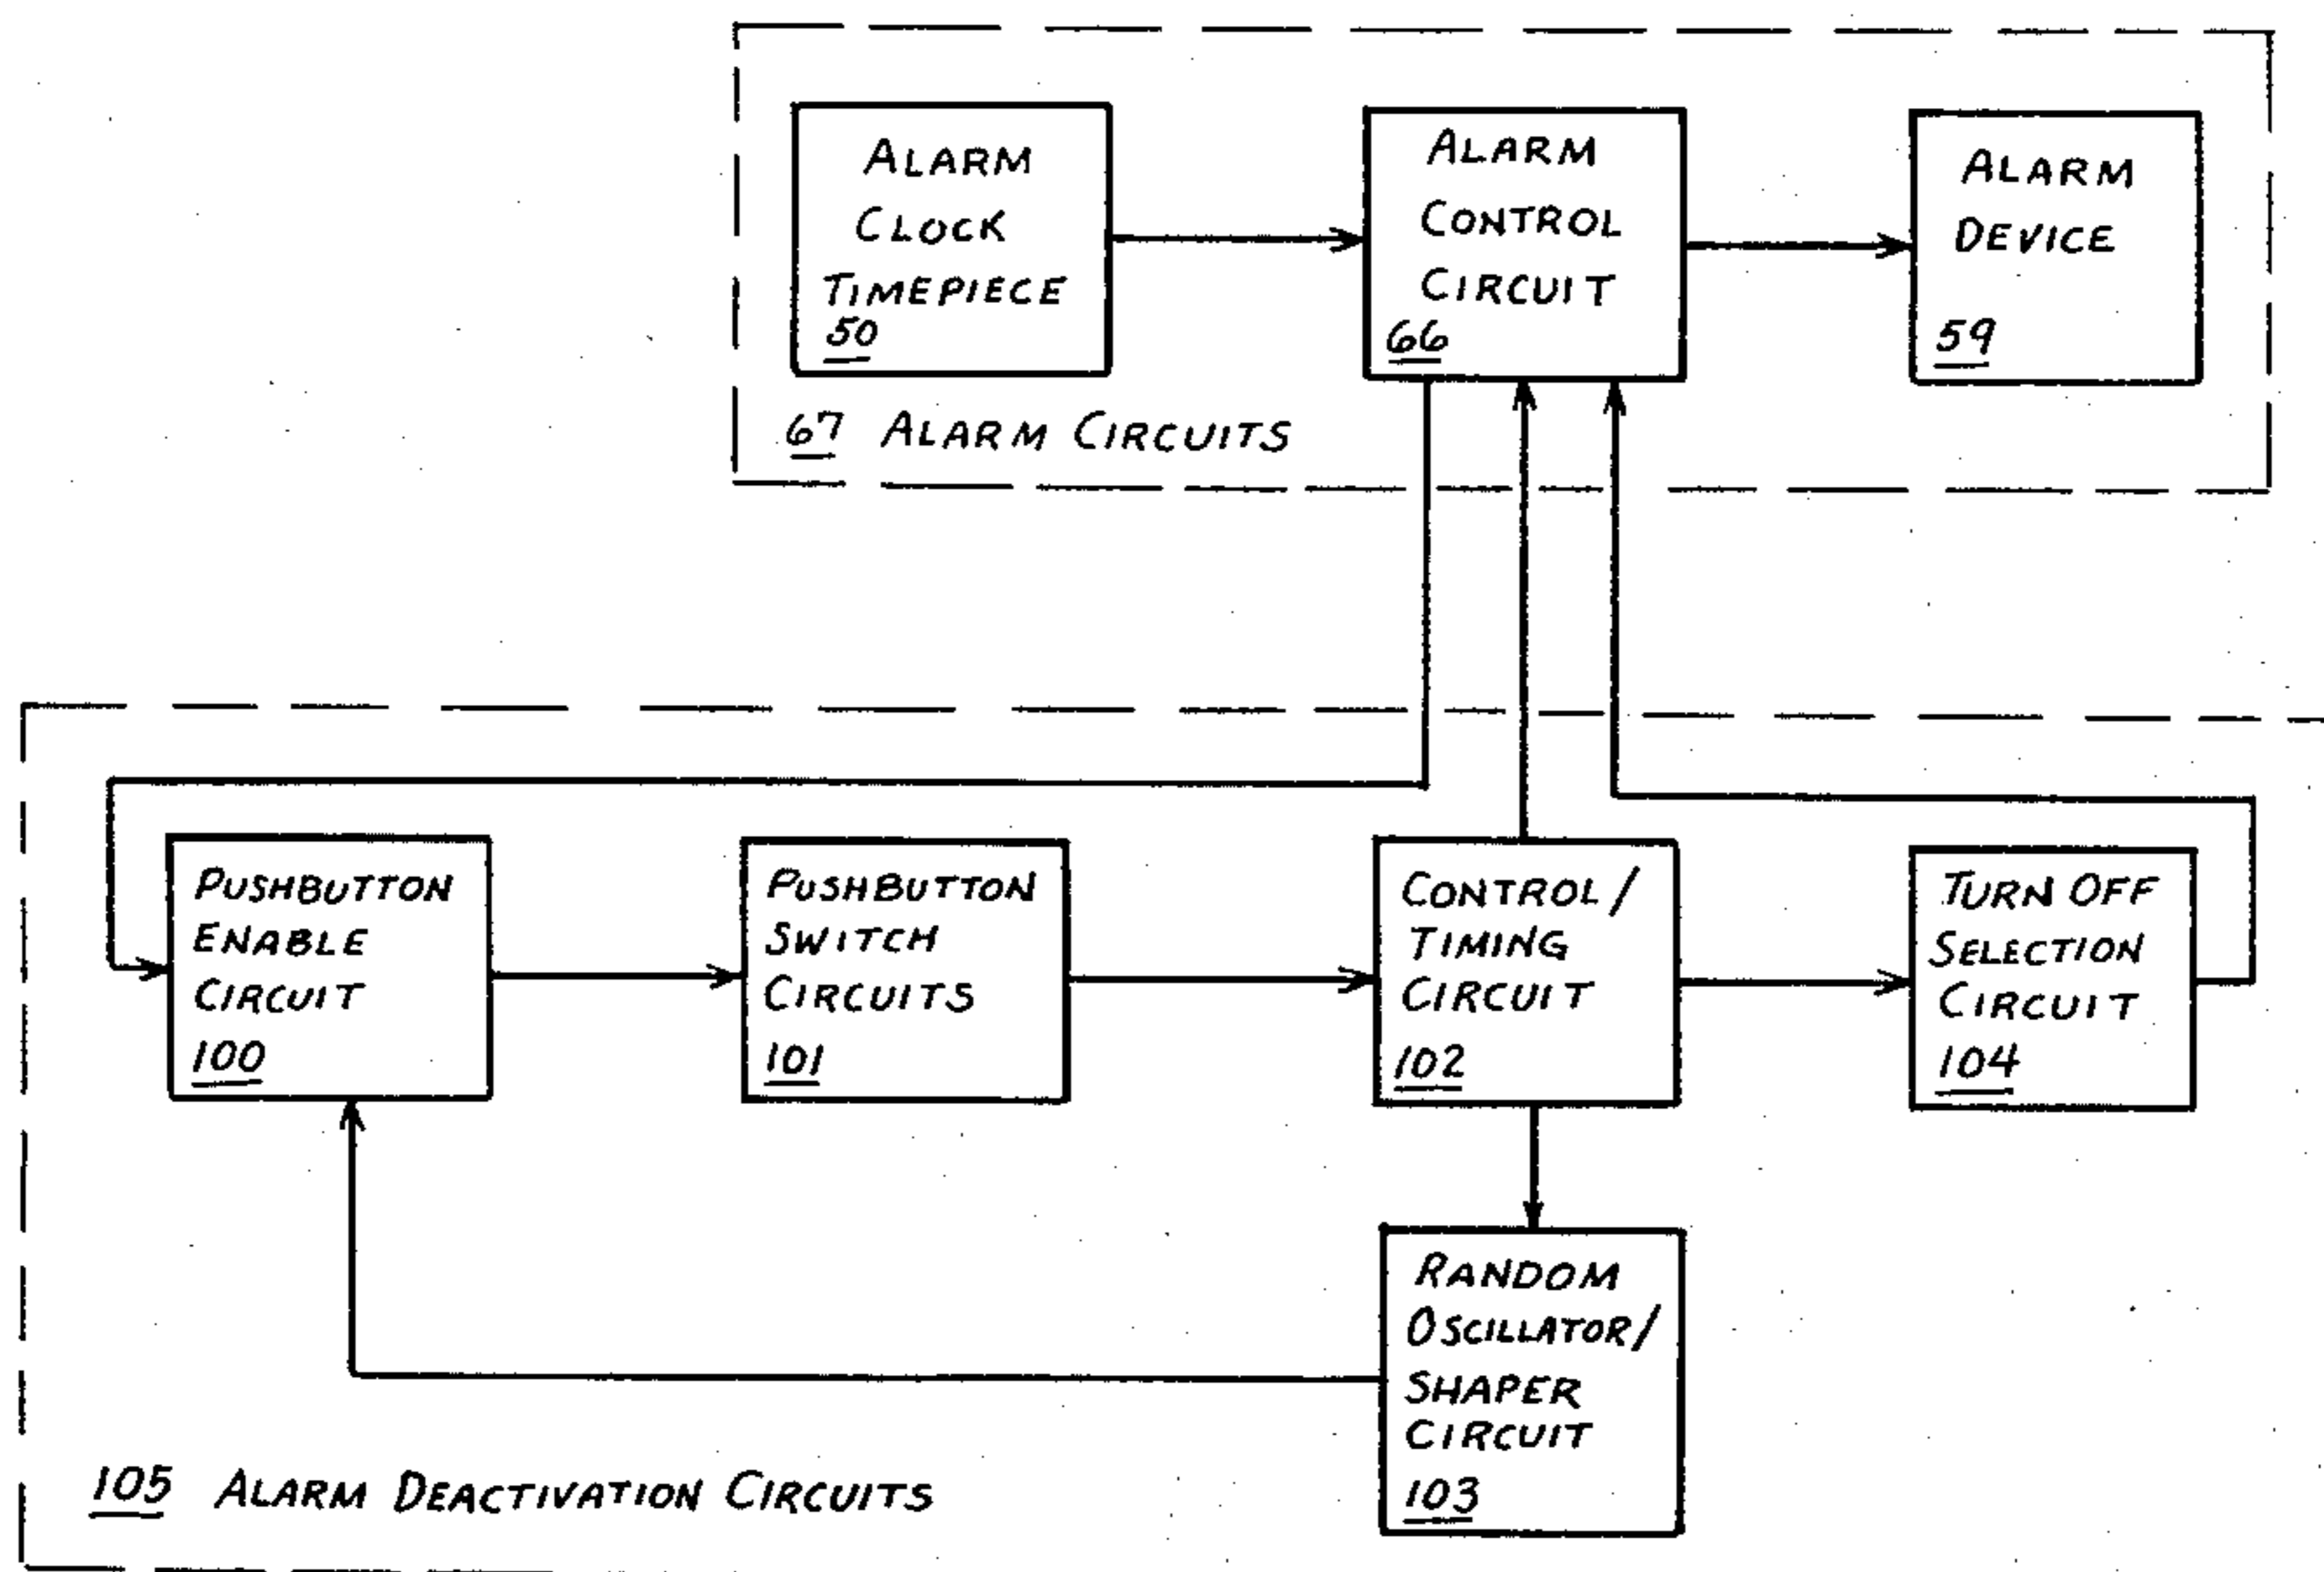 ALARM
CLOCK
TIMEPIECE
50
ALARM
CONTROL
CIRCUIT
66
ALARM
DEVICE
59
67 ALARM CIRCUITS
PUSHBUTTON
ENABLE
CIRCUIT
100
PUSHBUTTON
SWITCH
CIRCUITS
101
CONTROL/
TIMING
CIRCUIT
102
TURN OFF
SELECTION
CIRCUIT
104
RANDOM
OSCILLATOR/
SHAPER
CIRCUIT
103
105 ALARM DEACTIVATION CIRCUITS